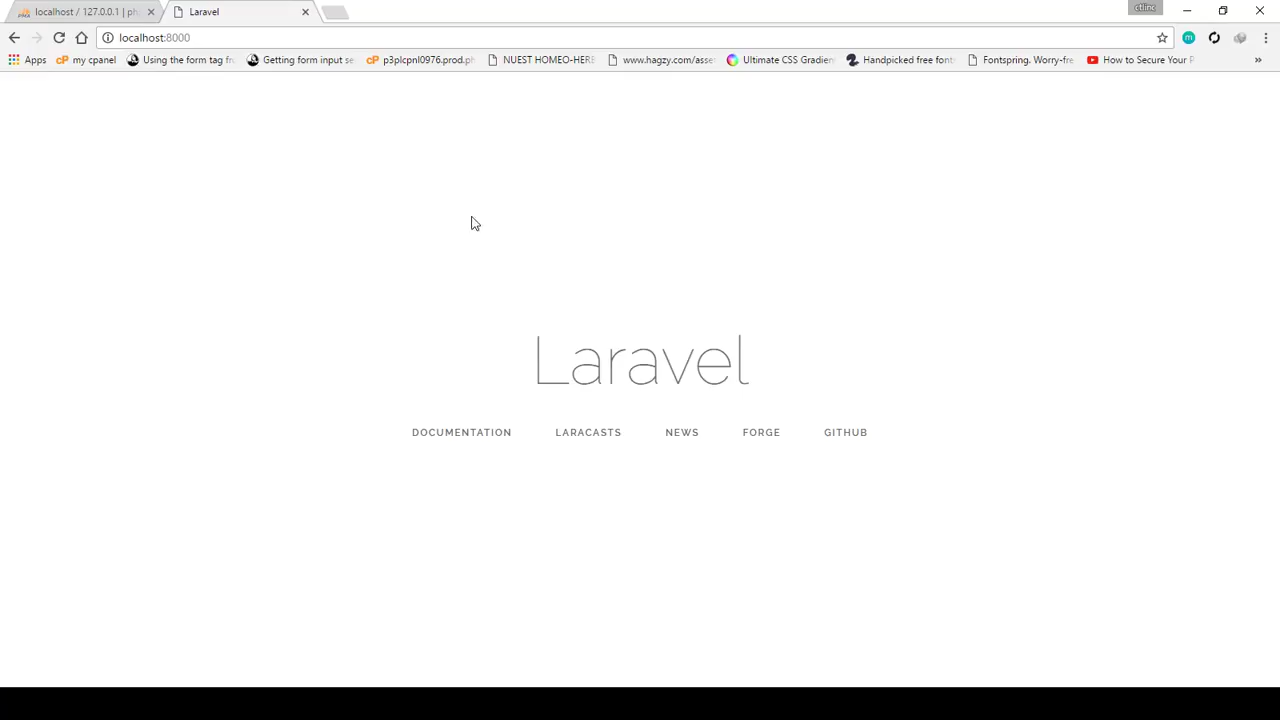 localhost / 127.0.0.1 | ph
Laravel
ctlinc
localhost:8000
Apps
my cpanel
Using the form tag fr
Getting form input se
p3plcpnl0976.prod.ph
NUEST HOMEO-HERB
www.hagzy.com/asse
Ultimate CSS Gradien
Handpicked free font
Fontspring. Worry-fre
How to Secure Your P
Laravel
DOCUMENTATION LARACASTS NEWS FORGE GITHUB